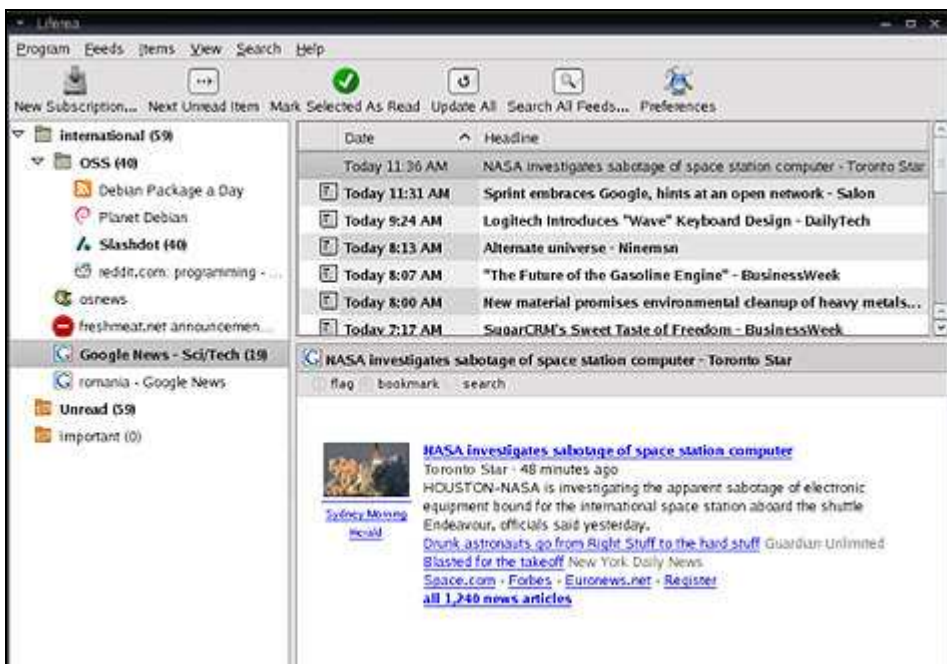 Liferea
Program Feeds Items View Search Help
New Subscription... Next Unread Item Mark Selected As Read Update All Search All Feeds... Preferences
international (59)
OSS (40)
Debian Package a Day
Planet Debian
Slashdot (40)
reddit.com: programming - ...
osnews
freshmeat.net announcemen...
Google News - Sci/Tech (19)
romania - Google News
Unread (59)
important (0)
Date Headline
Today 11:36 AM NASA investigates sabotage of space station computer - Toronto Star
Today 11:31 AM Sprint embraces Google, hints at an open network - Salon
Today 9:24 AM Logitech Introduces "Wave" Keyboard Design - DailyTech
Today 8:13 AM Alternate universe - Ninemsn
Today 8:07 AM "The Future of the Gasoline Engine" - BusinessWeek
Today 8:00 AM New material promises environmental cleanup of heavy metals...
Today 7:17 AM SugarCRM's Sweet Taste of Freedom - BusinessWeek
NASA investigates sabotage of space station computer - Toronto Star
flag bookmark search
Sydney Morning
Herald
NASA investigates sabotage of space station computer
Toronto Star - 48 minutes ago
HOUSTON-NASA is investigating the apparent sabotage of electronic
equipment bound for the international space station aboard the shuttle
Endeavour, officials said yesterday.
Drunk astronauts go from Right Stuff to the hard stuff Guardian Unlimited
Blasted for the takeoff New York Daily News
Space.com - Forbes - Euronews.net - Register
all 1,240 news articles